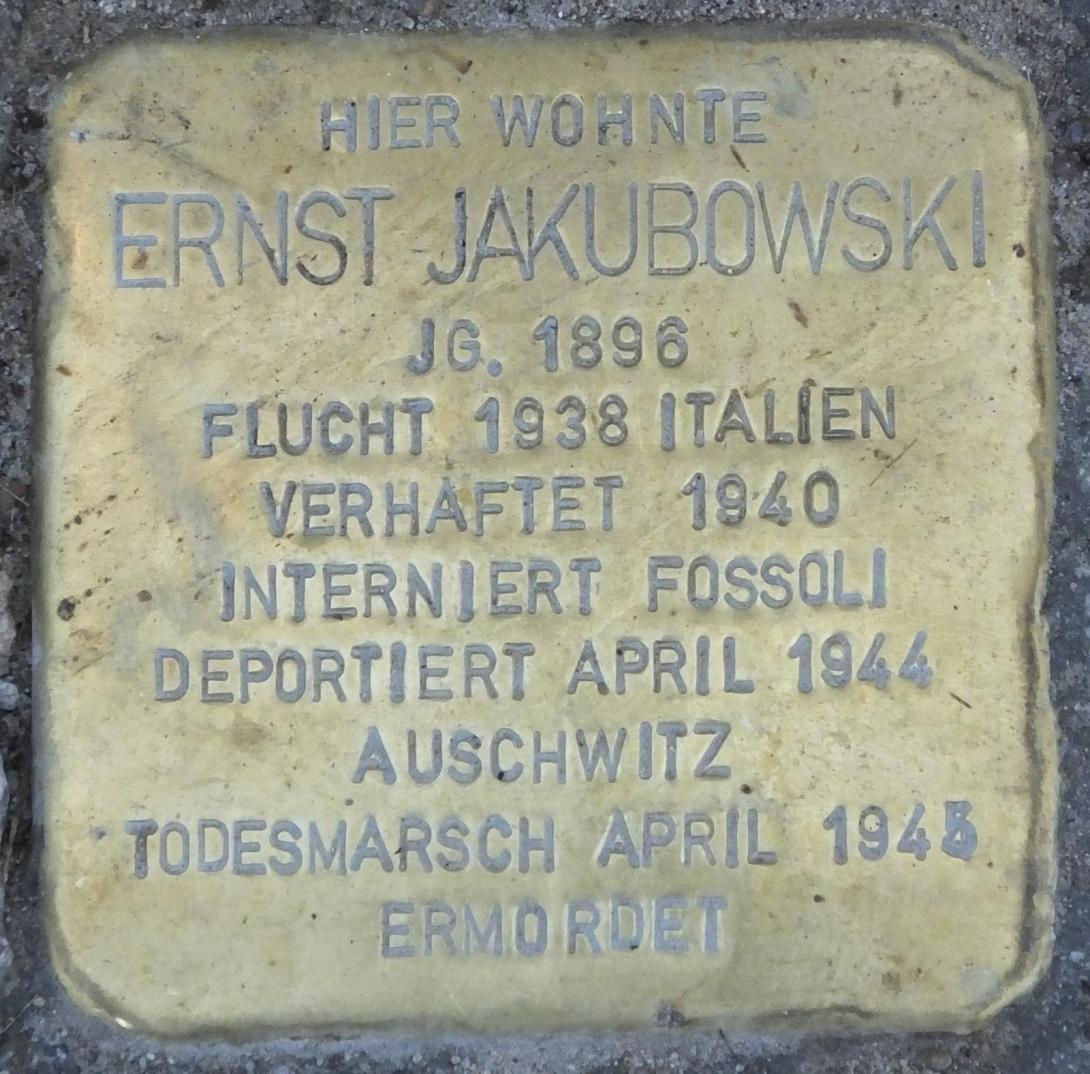 HIER WOHNTE
ERNST JAKUBOWSKI
JG. 1896
FLUCHT 1938 ITALIEN
VERHAFTET 1940
INTERNIERT FOSSOLI
DEPORTIERT APRIL 1944
AUSCHWITZ
TODESMARSCH APRIL 1945
ERMORDET